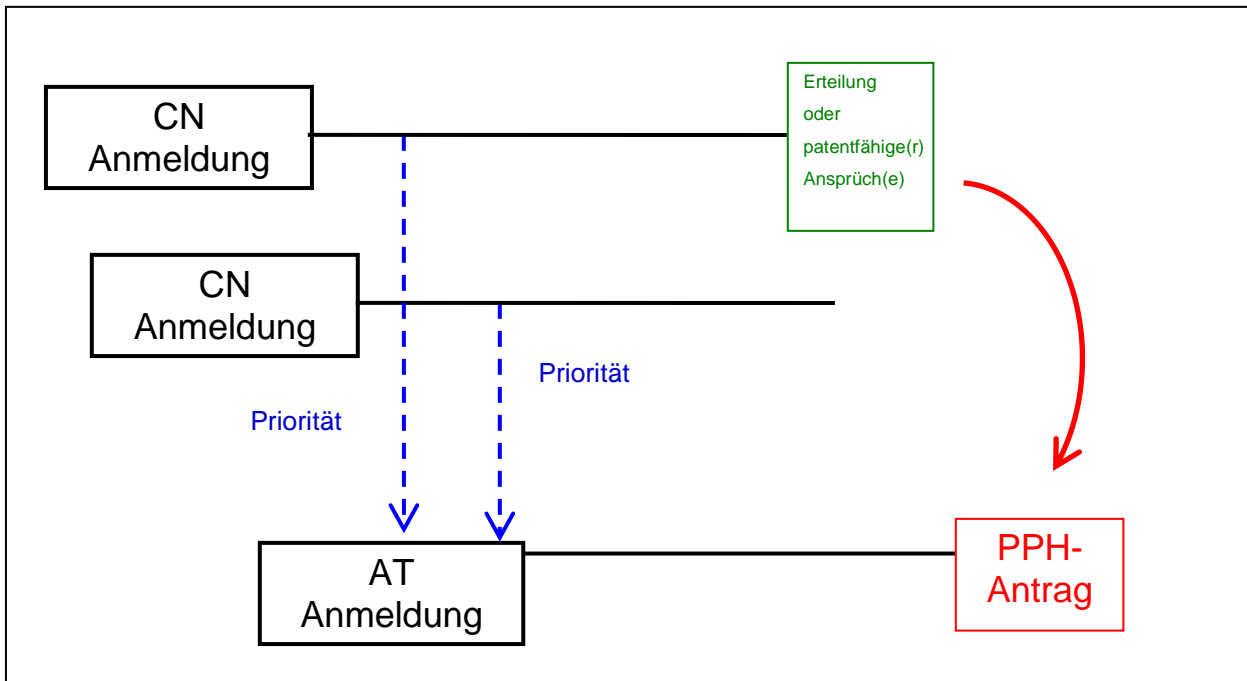 CN
Anmeldung
Erteilung
oder
patentfähige(r)
Ansprüch(e)
CN
Anmeldung
Priorität
Priorität
AT
Anmeldung
PPH-
Antrag